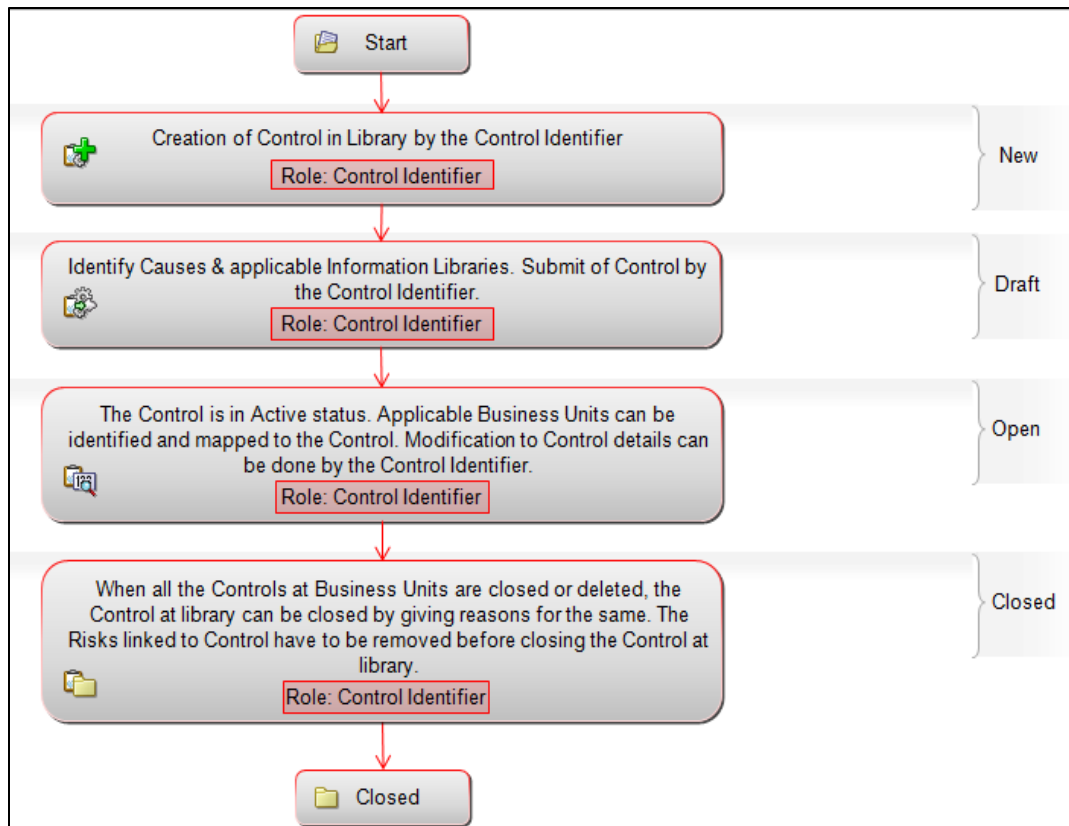 Start
Creation of Control in Library by the Control Identifier
Role: Control Identifier
New
Identify Causes & applicable Information Libraries. Submit of Control by
the Control Identifier.
Role: Control Identifier
Draft
The Control is in Active status. Applicable Business Units can be
identified and mapped to the Control. Modification to Control details can
be done by the Control Identifier.
Role: Control Identifier
Open
When all the Controls at Business Units are closed or deleted, the
Control at library can be closed by giving reasons for the same. The
Risks linked to Control have to be removed before closing the Control at
library.
Role: Control Identifier
Closed
Closed